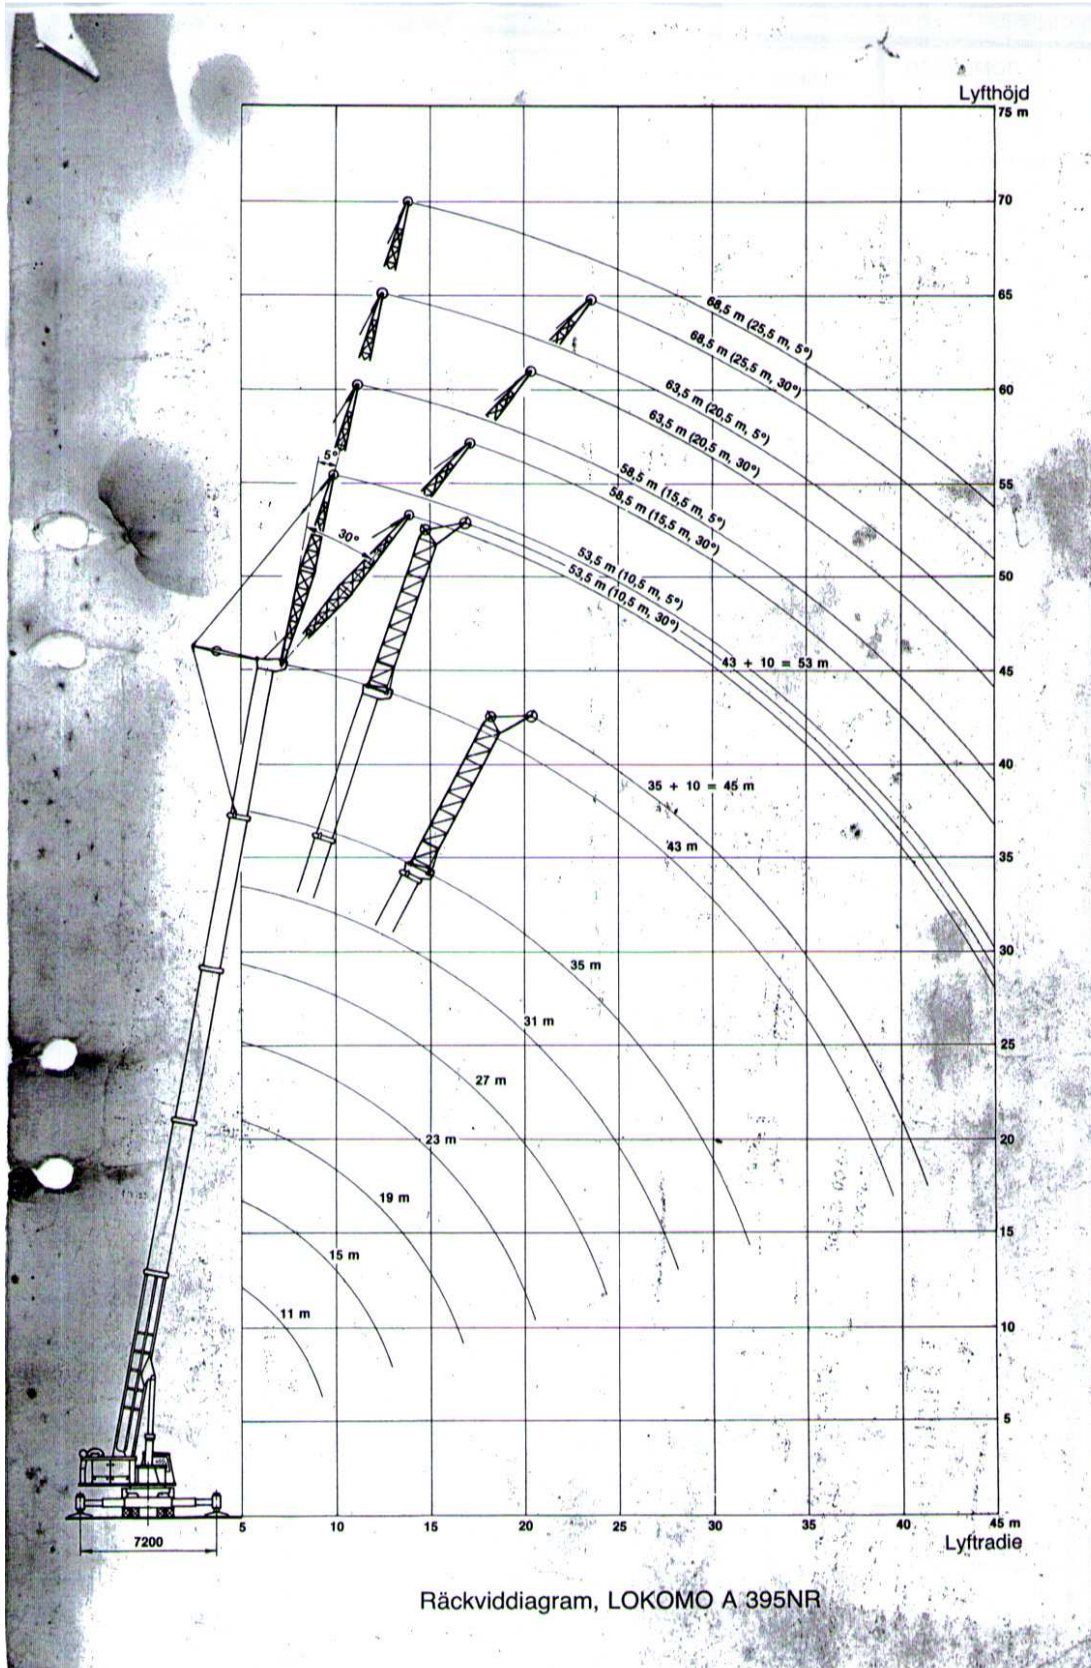 Lyfthöjd
75 m
70
68,5 m (25,5 m, 5°)
65
68,5 m (25,5 m, 30°)
63,5 m (20,5 m, 5°)
60
63,5 m (20,5 m, 30°)
58,5 m (15,5 m, 5°)
58,5 m (15,5 m, 30°)
5°
55
30°
53,5 m (10,5 m, 5°)
53,5 m (10,5 m, 30°)
50
43 + 10 = 53 m
45
40
35 + 10 = 45 m
43 m
35
35 m
30
31 m
25
27 m
23 m
20
19 m
15 m
15
11 m
10
5
5 10 15 20 25 30 35 40 45 m
7200
Lyftradie
Räckviddiagram, LOKOMO A 395NR